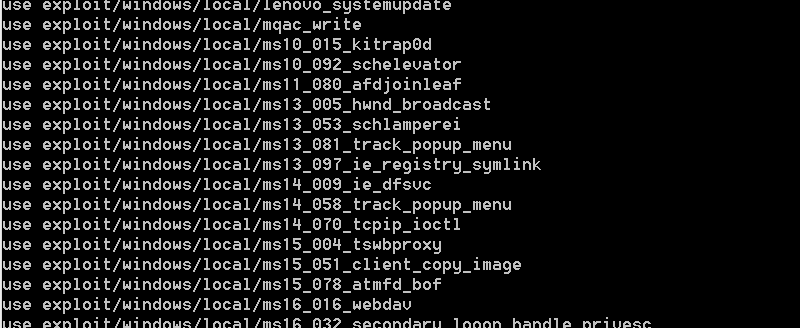 use exploit/windows/local/lenovo_systemupdate
use exploit/windows/local/mqac_write
use exploit/windows/local/ms10_015_kitrap0d
use exploit/windows/local/ms10_092_schelevator
use exploit/windows/local/ms11_080_afdjoinleaf
use exploit/windows/local/ms13_005_hwnd_broadcast
use exploit/windows/local/ms13_053_schlamperei
use exploit/windows/local/ms13_081_track_popup_menu
use exploit/windows/local/ms13_097_ie_registry_symlink
use exploit/windows/local/ms14_009_ie_dfsvc
use exploit/windows/local/ms14_058_track_popup_menu
use exploit/windows/local/ms14_070_tcpip_ioctl
use exploit/windows/local/ms15_004_tswbproxy
use exploit/windows/local/ms15_051_client_copy_image
use exploit/windows/local/ms15_078_atmfd_bof
use exploit/windows/local/ms16_016_webdav
use exploit/windows/local/ms16_032_secondary_logon_handle_privesc